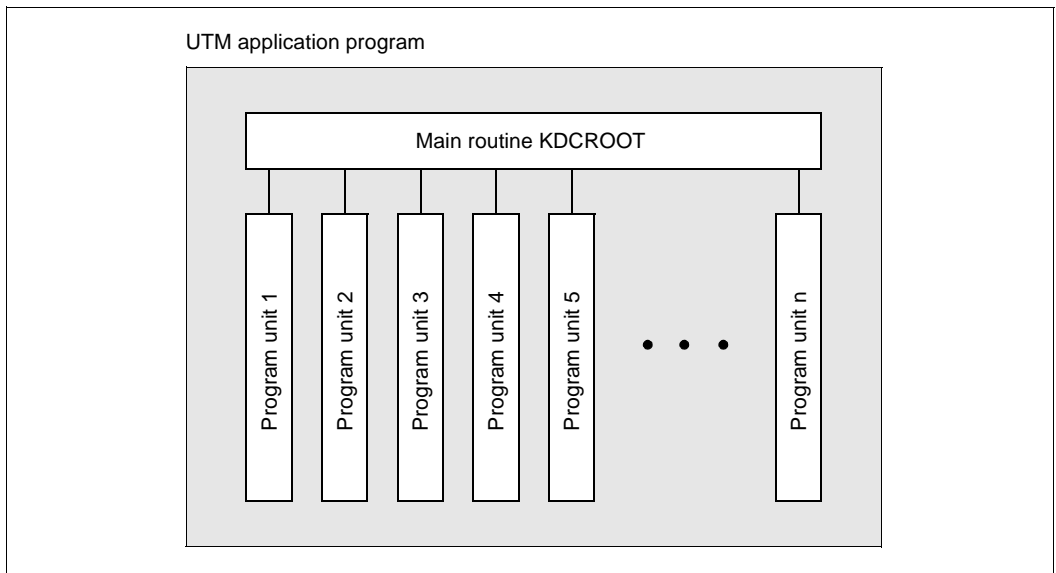 UTM application program
Main routine KDCROOT
Program unit 1
Program unit 2
Program unit 3
Program unit 4
Program unit 5
Program unit n